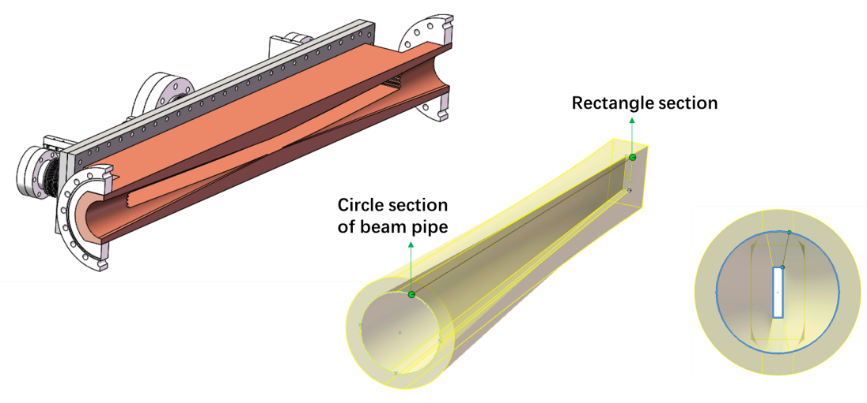 Rectangle section
Circle section
of beam pipe